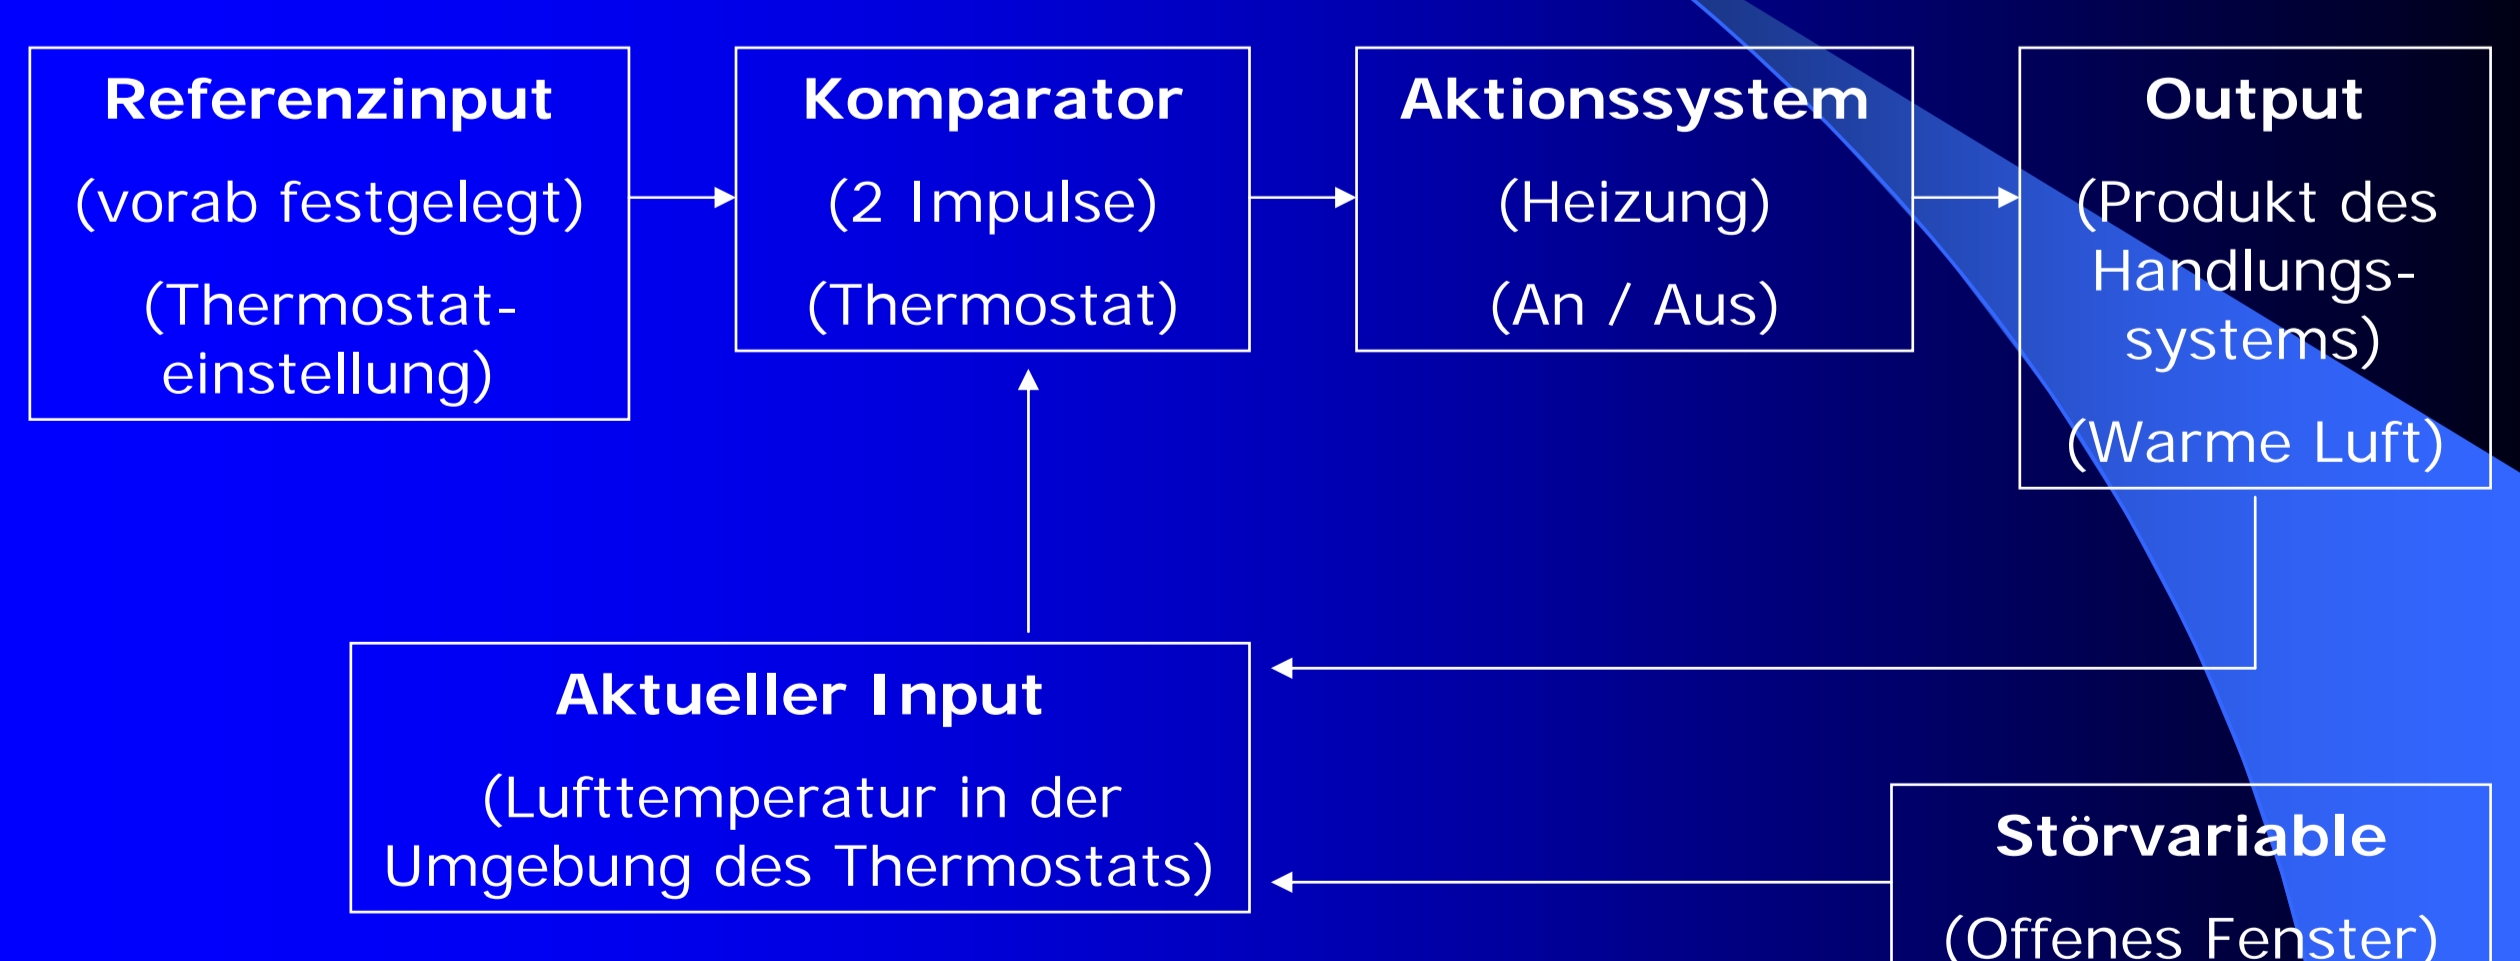 Referenzinput
(vorab festgelegt)
(Thermostat-
einstellung)
Komparator
(2 Impulse)
(Thermostat)
Aktionssystem
(Heizung)
(An / Aus)
Output
(Produkt des
Handlungs-
systems)
(Warme Luft)
Aktueller Input
(Lufttemperatur in der
Umgebung des Thermostats)
Störvariable
(Offenes Fenster)